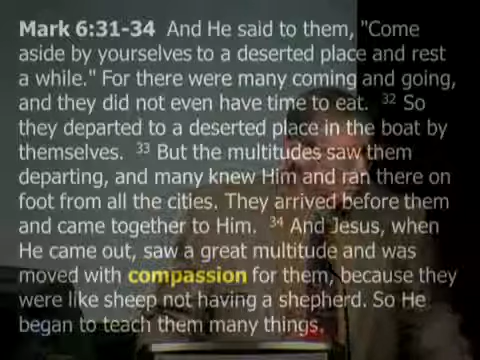 Mark 6:31-34 And He said to them, "Come
aside by yourselves to a deserted place and rest
a while." For there were many coming and going,
and they did not even have time to eat. 32 So
they departed to a deserted place in the boat by
themselves. 33 But the multitudes saw them
departing, and many knew Him and ran there on
foot from all the cities. They arrived before them
and came together to Him. 34 And Jesus, when
He came out, saw a great multitude and was
moved with compassion for them, because they
were like sheep not having a shepherd. So He
began to teach them many things.